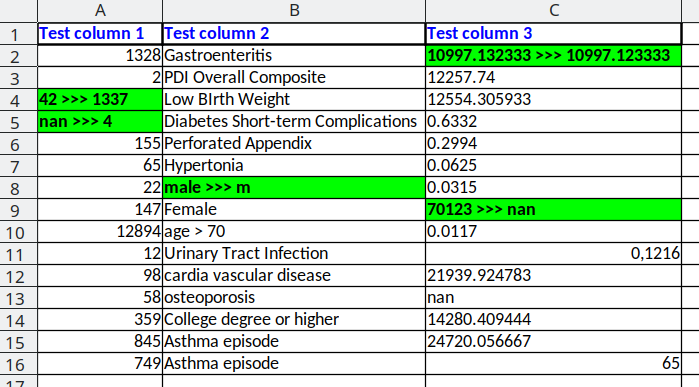 A B C
1 Test column 1 Test column 2 Test column 3
2 1328 Gastroenteritis 10997.132333 >>> 10997.123333
3 2 PDI Overall Composite 12257.74
4 42 >>> 1337 Low BIrth Weight 12554.305933
5 nan >>> 4 Diabetes Short-term Complications 0.6332
6 155 Perforated Appendix 0.2994
7 65 Hypertonia 0.0625
8 22 male >>> m 0.0315
9 147 Female 70123 >>> nan
10 12894 age > 70 0.0117
11 12 Urinary Tract Infection 0,1216
12 98 cardia vascular disease 21939.924783
13 58 osteoporosis nan
14 359 College degree or higher 14280.409444
15 845 Asthma episode 24720.056667
16 749 Asthma episode 65
17